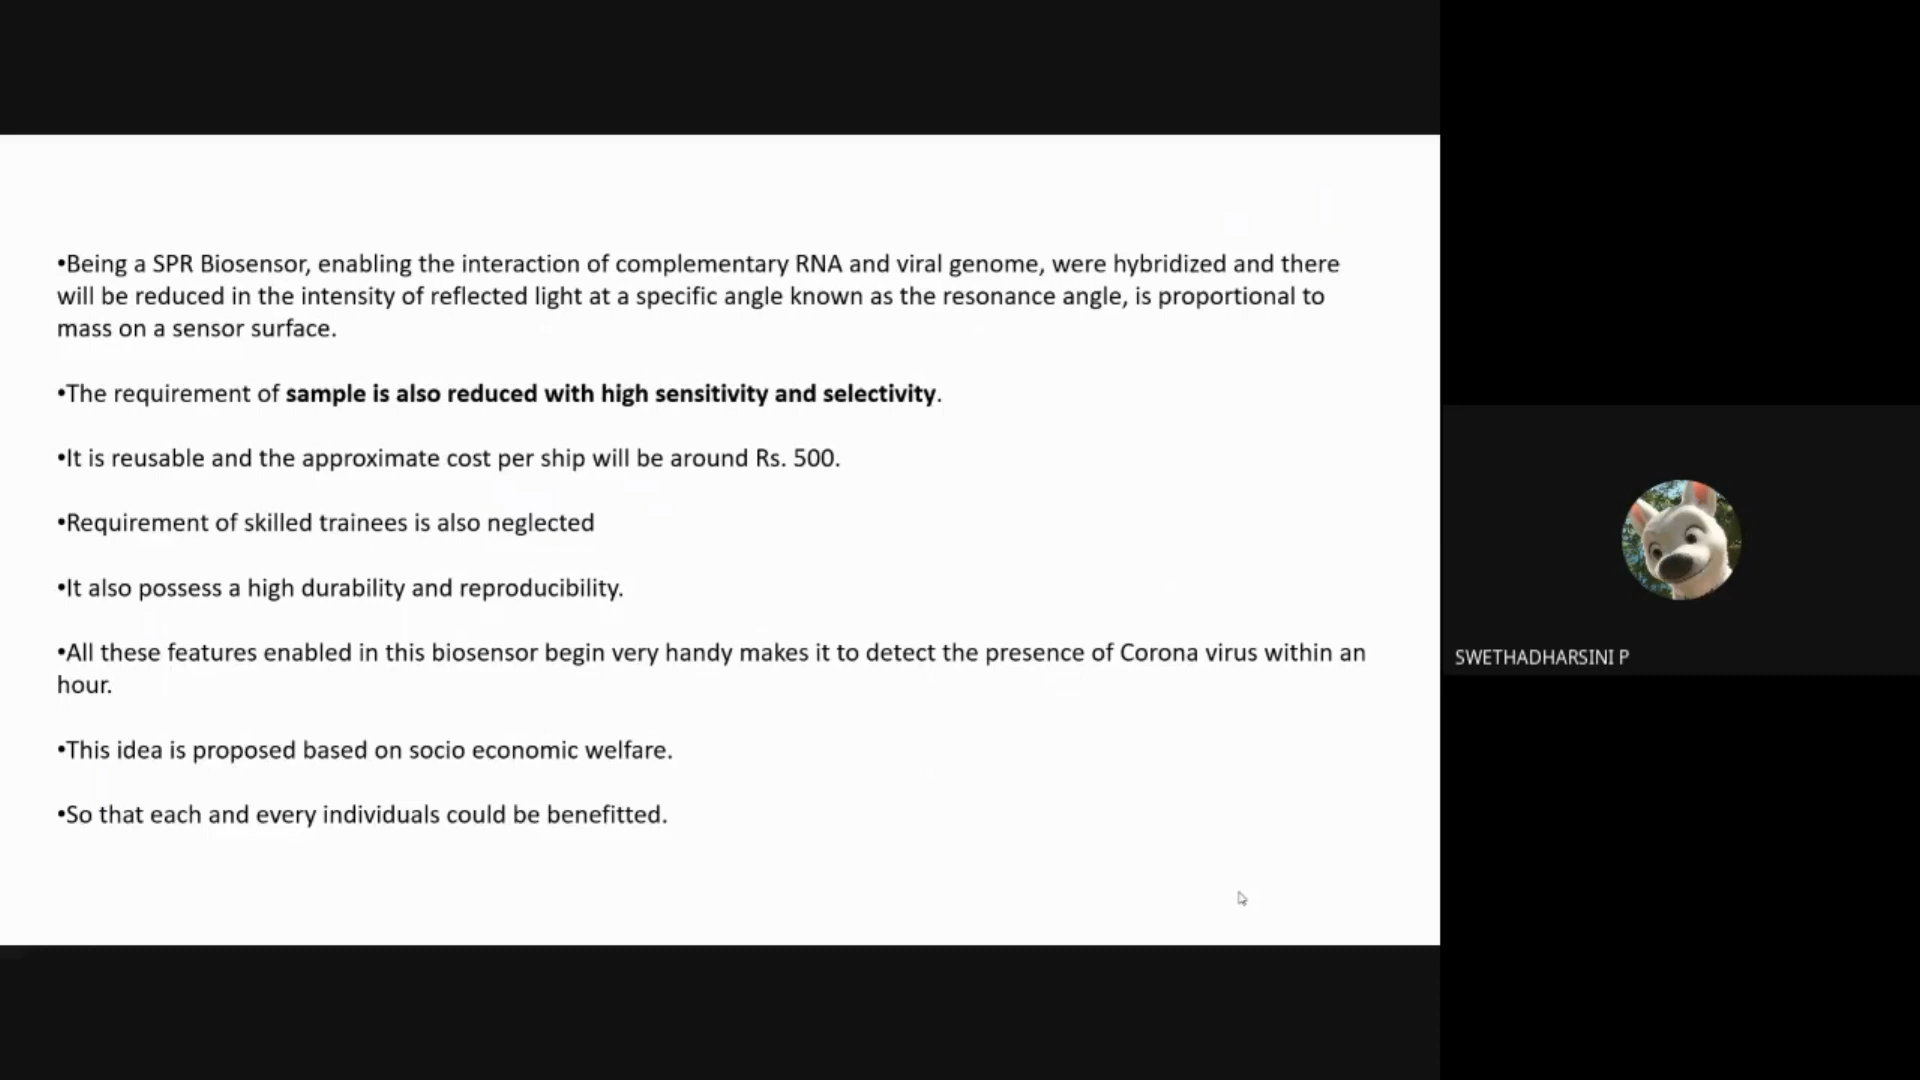 •Being a SPR Biosensor, enabling the interaction of complementary RNA and viral genome, were hybridized and there
will be reduced in the intensity of reflected light at a specific angle known as the resonance angle, is proportional to
mass on a sensor surface.
•The requirement of sample is also reduced with high sensitivity and selectivity.
•It is reusable and the approximate cost per ship will be around Rs. 500.
•Requirement of skilled trainees is also neglected
•It also possess a high durability and reproducibility.
•All these features enabled in this biosensor begin very handy makes it to detect the presence of Corona virus within an
hour.
•This idea is proposed based on socio economic welfare.
•So that each and every individuals could be benefitted.
SWETHADHARSINI P